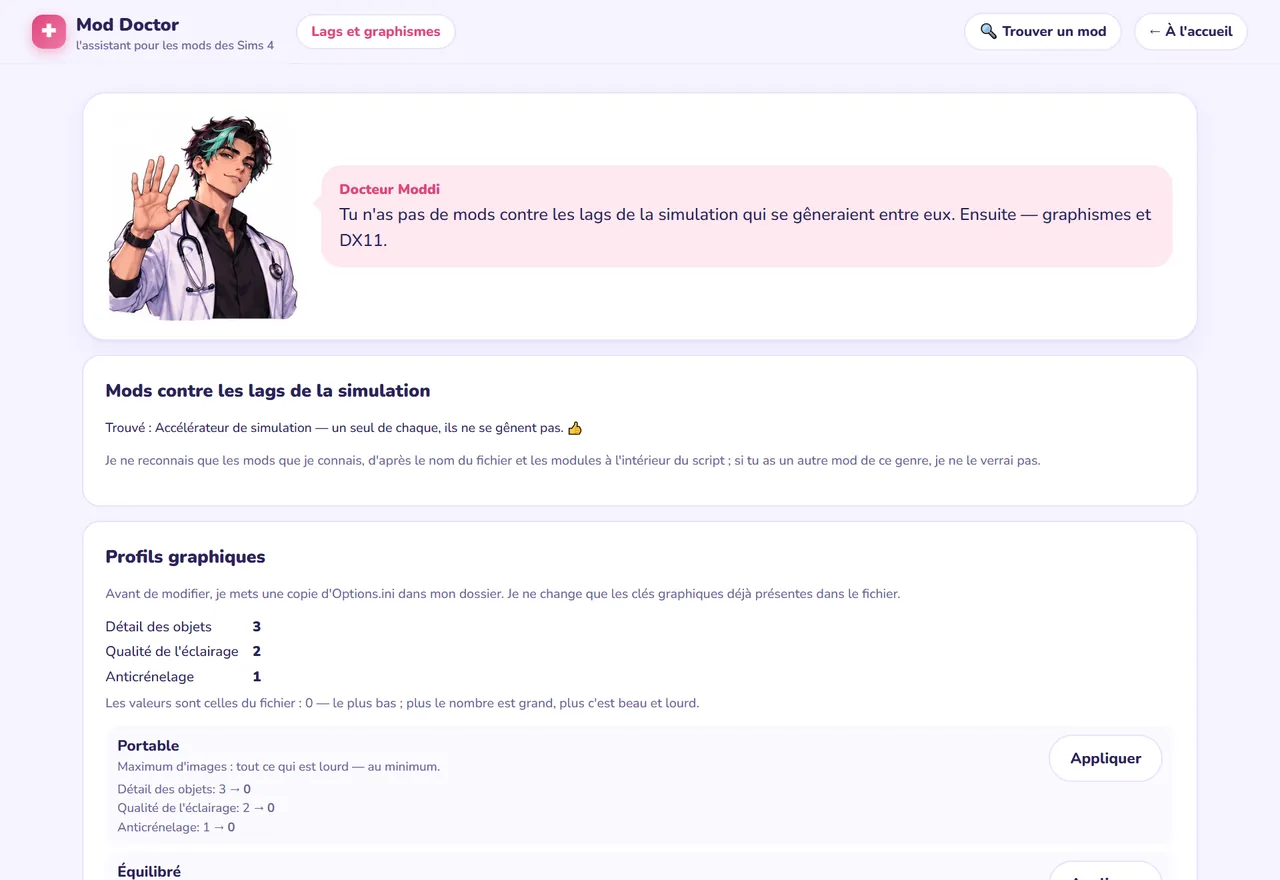 Mod Doctor
l'assistant pour les mods des Sims 4
Lags et graphismes
🔍 Trouver un mod
← À l'accueil
Docteur Moddi
Tu n'as pas de mods contre les lags de la simulation qui se gêneraient entre eux. Ensuite — graphismes et
DX11.
Mods contre les lags de la simulation
Trouvé : Accélérateur de simulation — un seul de chaque, ils ne se gênent pas. 👍
Je ne reconnais que les mods que je connais, d'après le nom du fichier et les modules à l'intérieur du script ; si tu as un autre mod de ce genre, je ne le verrai pas.
Profils graphiques
Avant de modifier, je mets une copie d'Options.ini dans mon dossier. Je ne change que les clés graphiques déjà présentes dans le fichier.
Détail des objets 3
Qualité de l'éclairage 2
Anticrénelage 1
Les valeurs sont celles du fichier : 0 — le plus bas ; plus le nombre est grand, plus c'est beau et lourd.
Portable
Appliquer
Maximum d'images : tout ce qui est lourd — au minimum.
Détail des objets: 3 → 0
Qualité de l'éclairage: 2 → 0
Anticrénelage: 1 → 0
Équilibré